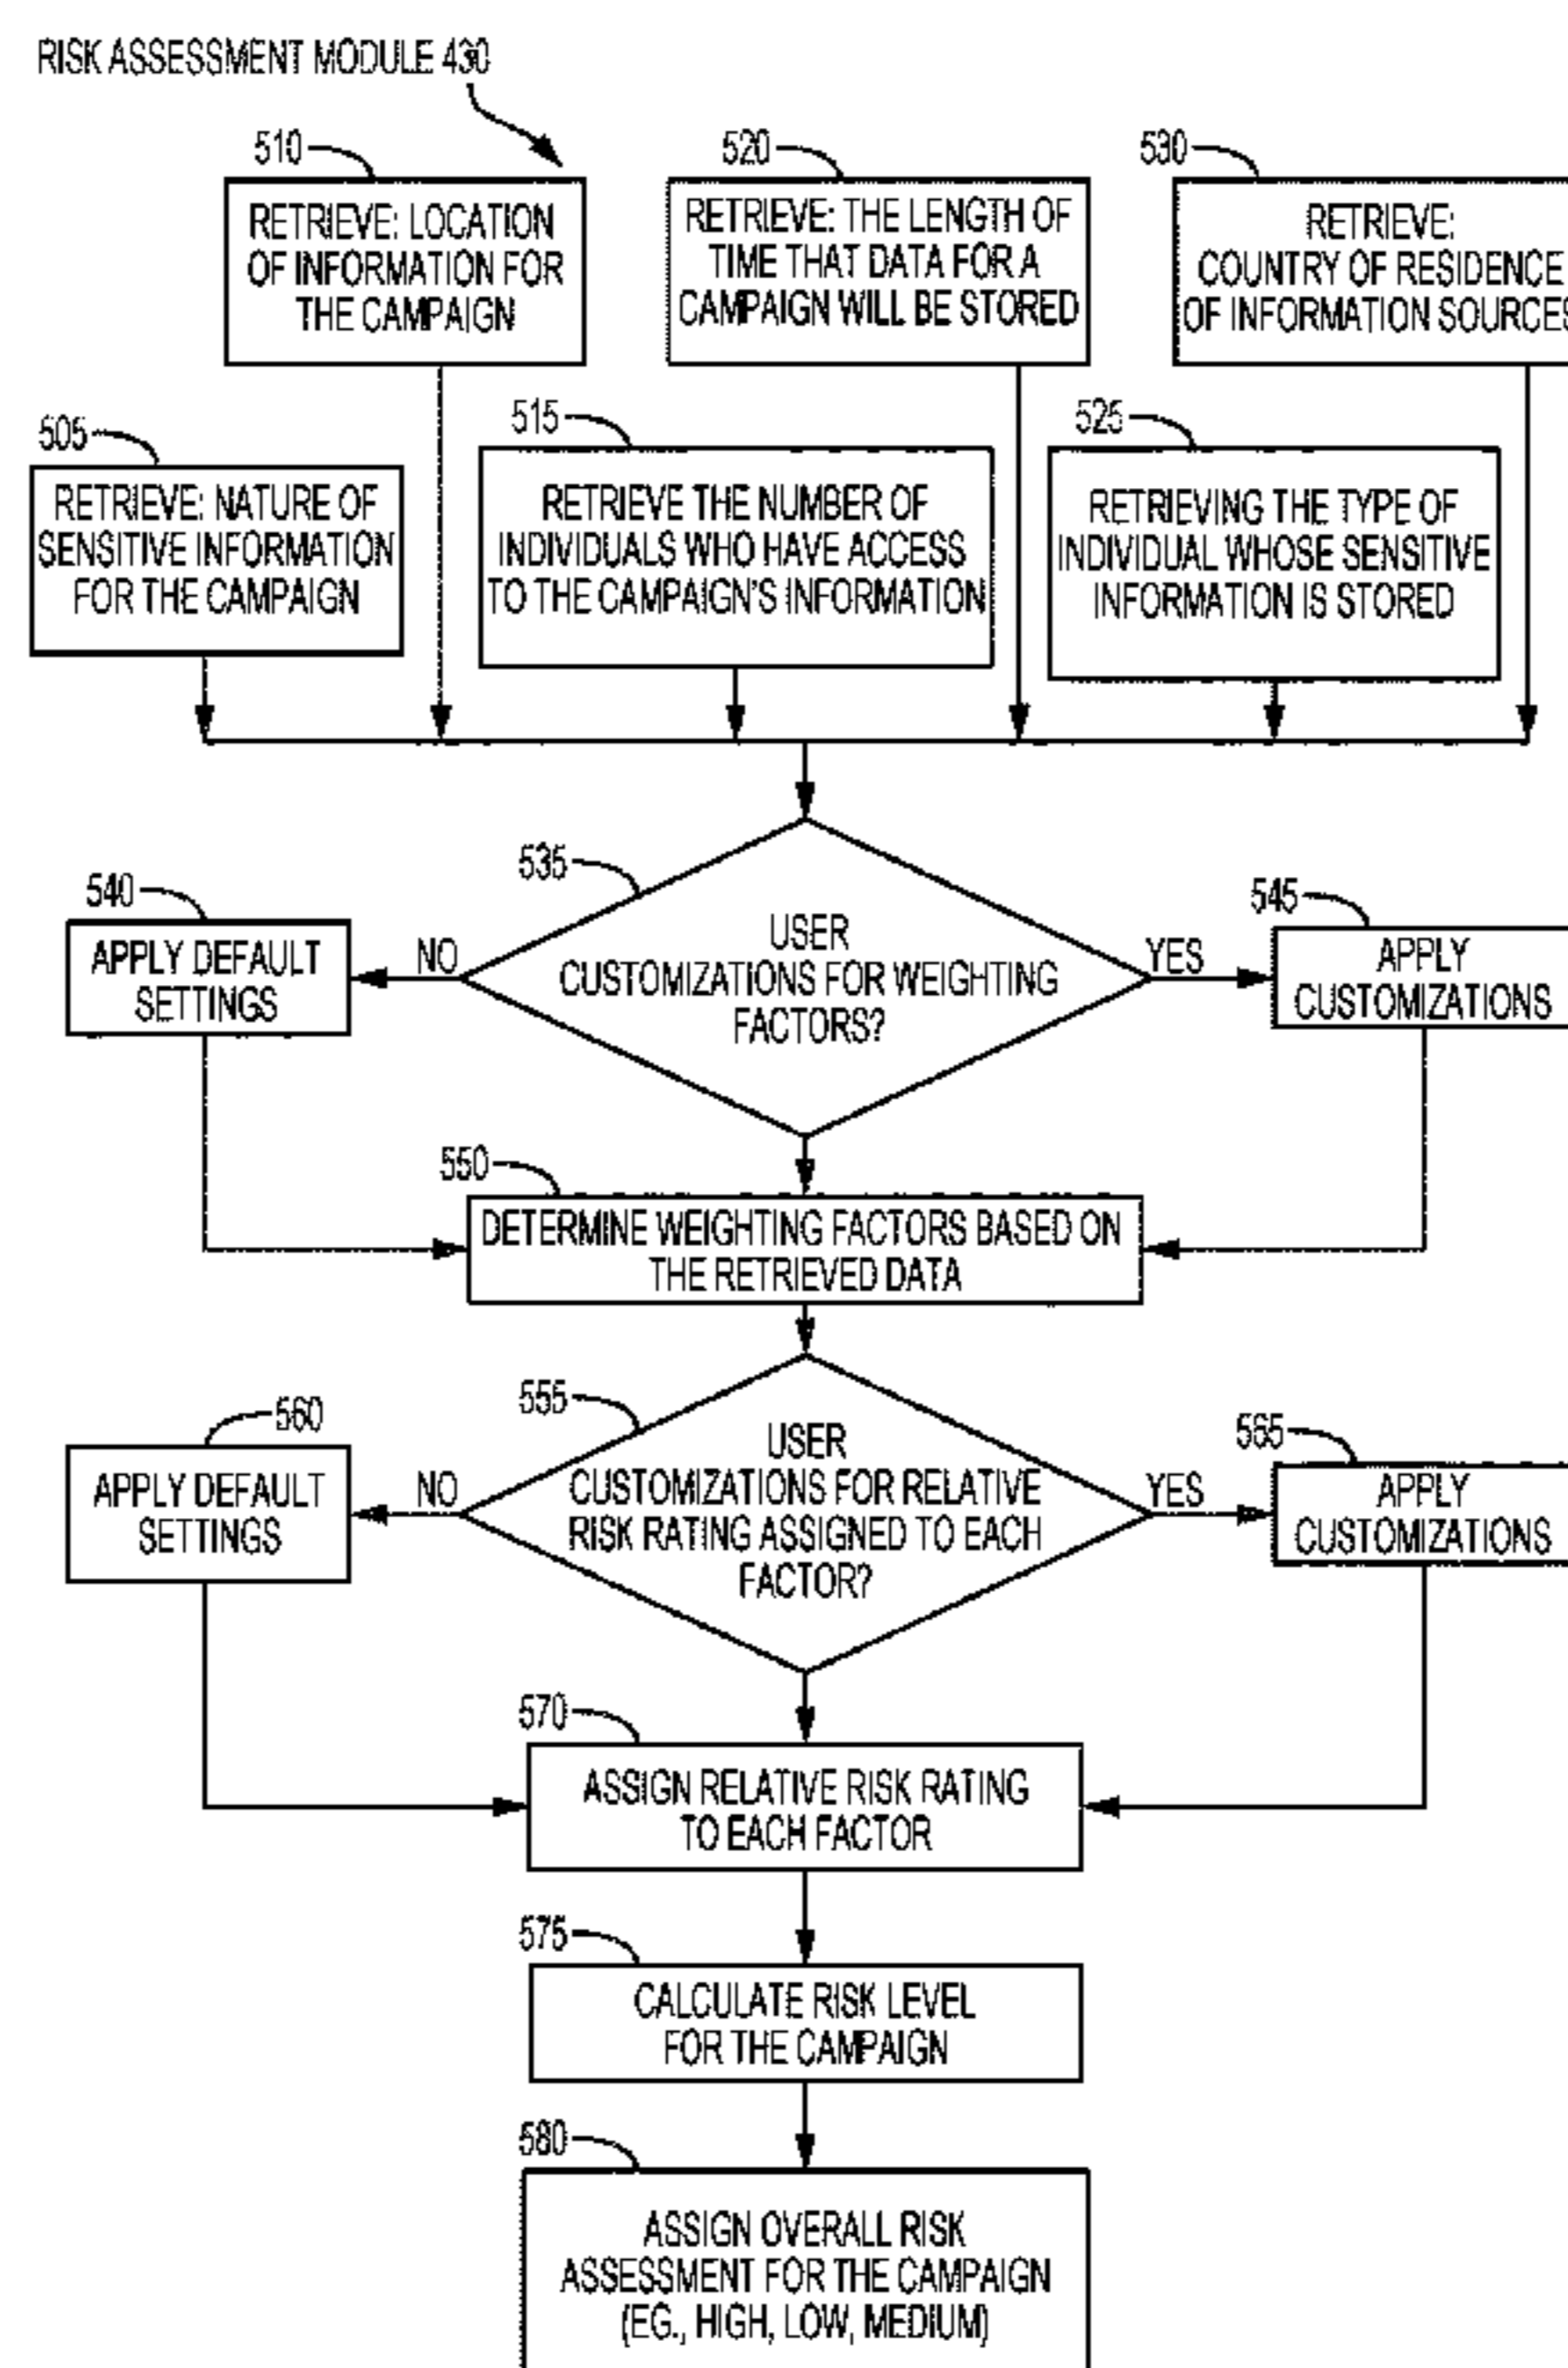 RISK ASSESSMENT MODULE 430
510
RETRIEVE: LOCATION
OF INFORMATION FOR
THE CAMPAIGN
520
RETRIEVE: THE LENGTH OF
TIME THAT DATA FOR A
CAMPAIGN WILL BE STORED
530
RETRIEVE:
COUNTRY OF RESIDENCE
OF INFORMATION SOURCES
505
RETRIEVE: NATURE OF
SENSITIVE INFORMATION
FOR THE CAMPAIGN
515
RETRIEVE THE NUMBER OF
INDIVIDUALS WHO HAVE ACCESS
TO THE CAMPAIGN'S INFORMATION
525
RETRIEVING THE TYPE OF
INDIVIDUAL WHOSE SENSITIVE
INFORMATION IS STORED
535
USER
CUSTOMIZATIONS FOR WEIGHTING
FACTORS?
NO
YES
540
APPLY DEFAULT
SETTINGS
545
APPLY
CUSTOMIZATIONS
550
DETERMINE WEIGHTING FACTORS BASED ON
THE RETRIEVED DATA
555
USER
CUSTOMIZATIONS FOR RELATIVE
RISK RATING ASSIGNED TO EACH
FACTOR?
NO
YES
560
APPLY DEFAULT
SETTINGS
565
APPLY
CUSTOMIZATIONS
570
ASSIGN RELATIVE RISK RATING
TO EACH FACTOR
575
CALCULATE RISK LEVEL
FOR THE CAMPAIGN
580
ASSIGN OVERALL RISK
ASSESSMENT FOR THE CAMPAIGN
(EG., HIGH, LOW, MEDIUM)